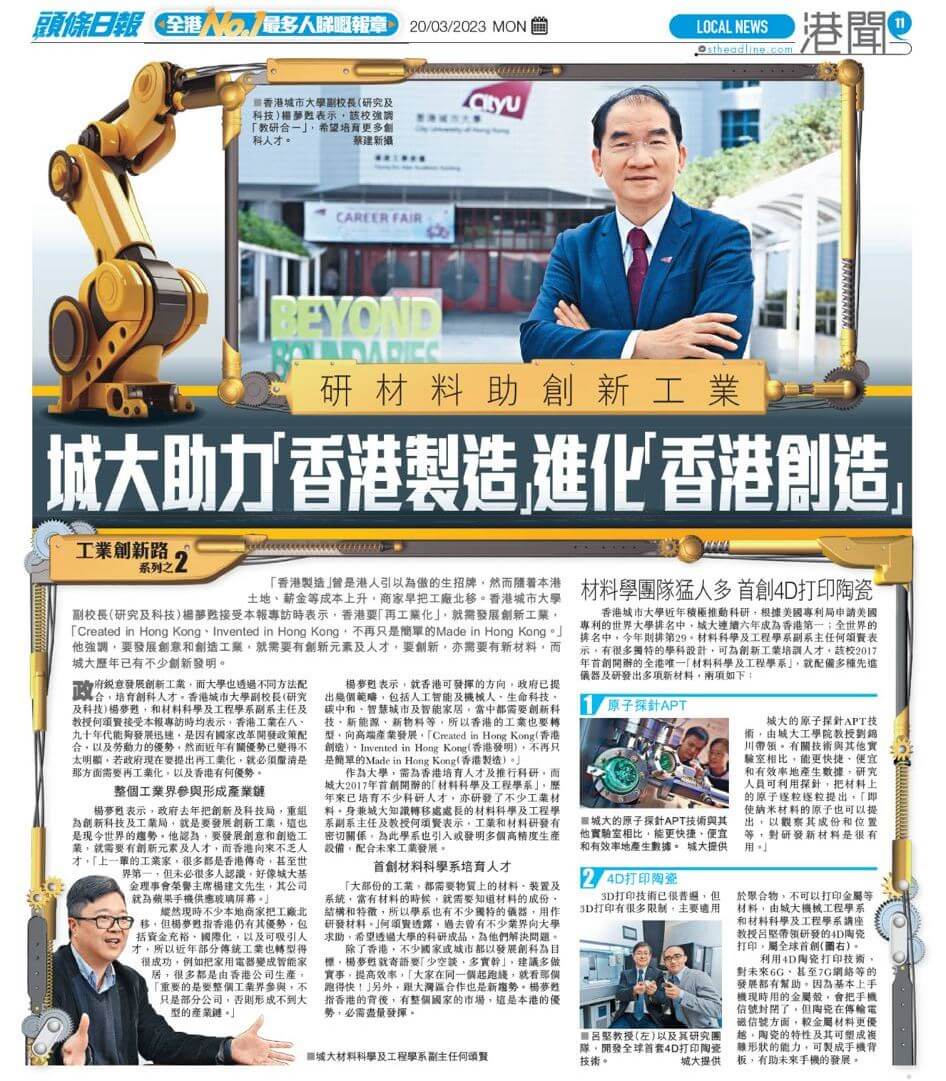 頭條日報
全港No.1最多人睇嘅報章
20/03/2023 MON
LOCAL NEWS
stheadline.com
港聞
11
■香港城市大學副校長(研究及
科技)楊夢甦表示，該校強調
「教研合一」，希望培育更多創
科人才。 蔡建新攝
CityU
香港城市大學
City University of Hong Kong
CAREER FAIR
BEYOND
BOUNDARIES
研材料助創新工業
城大助力「香港製造」進化「香港創造」
工業創新路
系列之2
「香港製造」曾是港人引以為傲的生招牌，然而隨着本港
土地、薪金等成本上升，商家早把工廠北移。香港城市大學
副校長(研究及科技)楊夢甦接受本報專訪時表示，香港要「再工業化」，就需發展創新工業，
「Created in Hong Kong、Invented in Hong Kong，不再只是簡單的Made in Hong Kong。」
他強調，要發展創意和創造工業，就需要有創新元素及人才，要創新，亦需要有新材料，而
城大歷年已有不少創新發明。
政府銳意發展創新工業，而大學也透過不同方法配
合，培育創科人才。香港城市大學副校長(研究
及科技)楊夢甦，和材料科學及工程學系副系主任及
教授何頌賢接受本報專訪時均表示，香港工業在八、
九十年代能夠發展迅速，是因有國家改革開發政策配
合，以及勞動力的優勢，然而近年有關優勢已變得不
太明顯，若政府現在要提出再工業化，就必須釐清是
那方面需要再工業化，以及香港有何優勢。
整個工業界參與形成產業鏈
楊夢甦表示，政府去年把創新及科技局，重組
為創新科技及工業局，就是要發展創新工業，這也
是現今世界的趨勢。他認為，要發展創意和創造工
業，就需要有創新元素及人才，而香港向來不乏人
才，「上一輩的工業家，很多都是香港傳奇，甚至世
界第一，但未必很多人認識，好像城大基
金理事會榮譽主席楊建文先生，其公司
就為蘋果手機供應玻璃屏幕。」
縱然現時不少本地商家把工廠北
移，但楊夢甦指香港仍有其優勢，包
括資金充裕、國際化，以及可吸引人
才，所以近年部分傳統工業也轉型得
很成功，例如把家用電器變成智能家
居，很多都是由香港公司生產，
「重要的是要整個工業界參與，不
只是部分公司，否則形成不到大
型的產業鏈。」
楊夢甦表示，就香港可發揮的方向，政府已提
出幾個範疇，包括人工智能及機械人、生命科技、
碳中和、智慧城市及智能家居，當中都需要創新科
技、新能源、新物料等，所以香港的工業也要轉
型，向高端產業發展，「Created in Hong Kong(香港
創造)、Invented in Hong Kong(香港發明)，不再只
是簡單的Made in Hong Kong(香港製造)。」
作為大學，需為香港培育人才及推行科研，而
城大2017年首創開辦的「材料科學及工程學系」，歷
年來已培育不少科研人才，亦研發了不少工業材
料。身兼城大知識轉移處處長的材料科學及工程學
系副系主任及教授何頌賢表示，工業和材料研發有
密切關係，為此學系也引入或發明多個高精度生產
設備，配合未來工業發展。
首創材料科學系培育人才
「大部份的工業，都需要物質上的材料、裝置及
系統，當有材料的時候，就需要知道材料的成份、
結構和特徵，所以學系也有不少獨特的儀器，用作
研發材料。」何頌賢透露，過去曾有不少業界向大學
求助，希望透過大學的科研成品，為他們解決問題。
除了香港，不少國家或城市都以發展創科為目
標，楊夢甦就寄語要「少空談，多實幹」，建議多做
實事，提高效率，「大家在同一個起跑綫，就看那個
跑得快！」另外，跟大灣區合作也是新趨勢。楊夢甦
指香港的背後，有整個國家的市場，這是本港的優
勢，必需盡量發揮。
■城大材料科學及工程學系副主任何頌賢
材料學團隊猛人多 首創4D打印陶瓷
香港城市大學近年積極推動科研，根據美國專利局申請美國
專利的世界大學排名中，城大連續六年成為香港第一；全世界的
排名中，今年則排第29。材料科學及工程學系副系主任何頌賢表
示，有很多獨特的學科設計，可為創新工業培訓人才，該校2017
年首創開辦的全港唯一「材料科學及工程學系」，就配備多種先進
儀器及研發出多項新材料，兩項如下：
1 原子探針APT
■城大的原子探針APT技術與其
他實驗室相比，能更快捷、便宜
和有效率地產生數據。 城大提供
城大的原子探針APT技
術，由城大工學院教授劉錦
川帶領。有關技術與其他實
驗室相比，能更快捷、便宜
和有效率地產生數據，研究
人員可利用探針，把材料上
的原子逐粒逐粒提出，「即
使納米材料的原子也可以提
出，以觀察其成份和位置
等，對研發新材料是很有
用。」
2 4D打印陶瓷
3D打印技術已很普遍，但
3D打印有很多限制，主要適用
■呂堅教授(左)以及其研究團
隊，開發全球首套4D打印陶瓷
技術。 城大提供
於眾合物，不可以打印金屬等
材料，由城大機械工程學系
和材料科學及工程學系講座
教授呂堅帶領研發的4D陶瓷
打印，屬全球首創(圖右)。
利用4D陶瓷打印技術，
對未來6G、甚至7G網絡等的
發展都有幫助。因為基本上手
機現時用的金屬殼，會把手機
信號封閉了，但陶瓷在傳輸電
磁信號方面，較金屬材料更優
越，陶瓷的特性及其可塑成複
雜形狀的能力，可製成手機背
板，有助未來手機的發展。